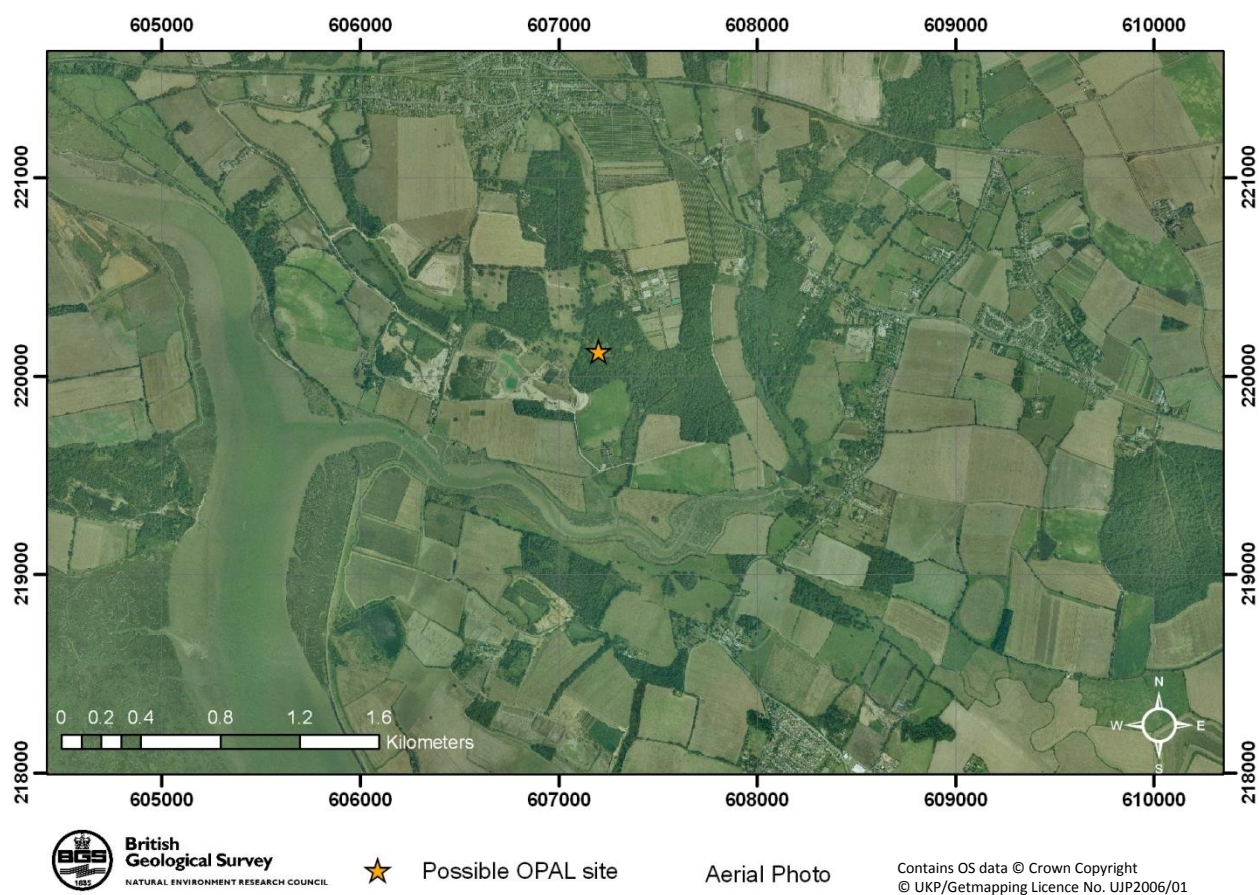 605000 606000 607000 608000 609000 610000
221000 221000
220000 220000
219000 219000
218000 218000
N
W E
S
0 0.2 0.4 0.8 1.2 1.6
Kilometers
605000 606000 607000 608000 609000 610000
BGS
1835
British
Geological Survey
NATURAL ENVIRONMENT RESEARCH COUNCIL
Possible OPAL site
Aerial Photo
Contains OS data © Crown Copyright
© UKP/Getmapping Licence No. UJP2006/01